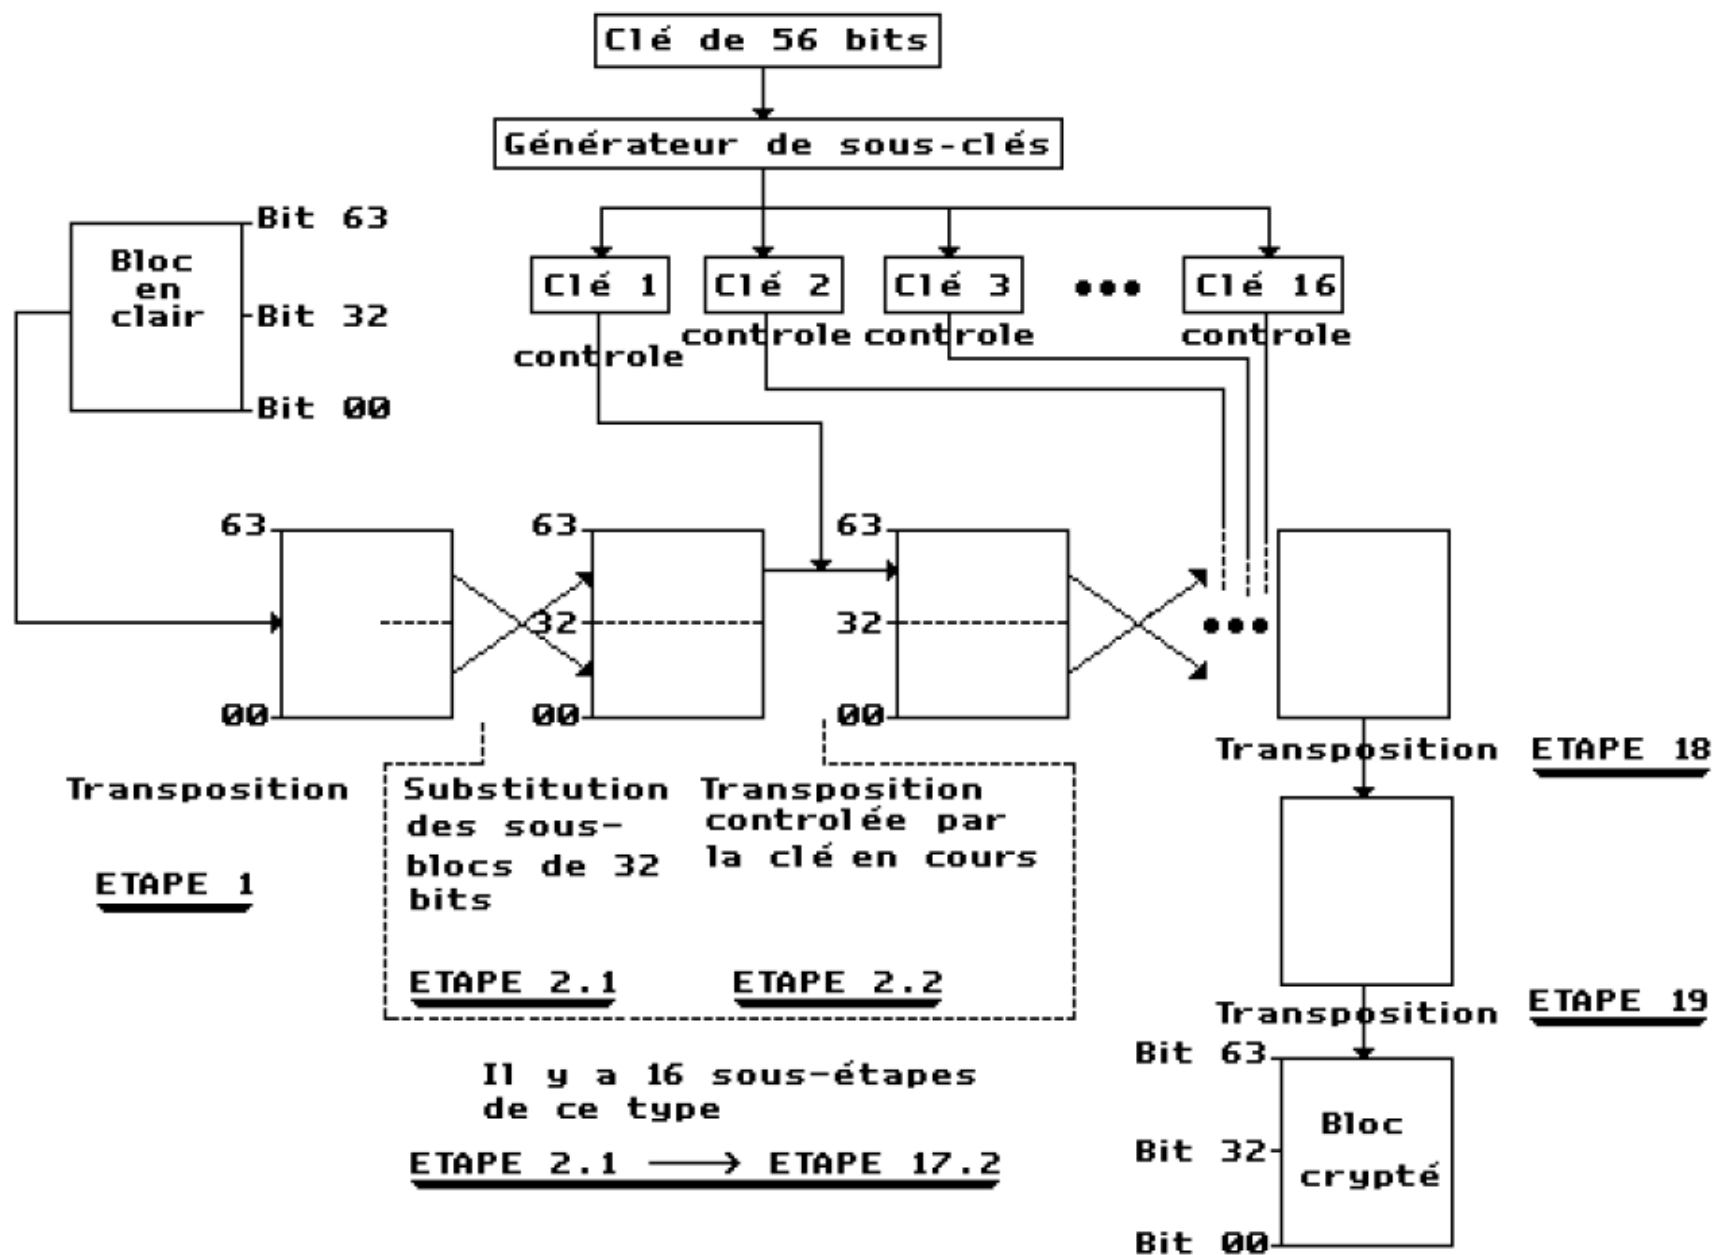 Clé de 56 bits
Générateur de sous-clés
Bit 63
Bloc
en
clair
Bit 32
Bit 00
Clé 1
Clé 2
Clé 3
•••
Clé 16
controle
controle
controle
controle
63
00
63
32
00
63
32
00
•••
Transposition
ETAPE 1
Substitution
des sous-
blocs de 32
bits
ETAPE 2.1
Transposition
controlée par
la clé en cours
ETAPE 2.2
Il y a 16 sous-étapes
de ce type
ETAPE 2.1 → ETAPE 17.2
Transposition ETAPE 18
Transposition ETAPE 19
Bit 63
Bit 32
Bit 00
Bloc
crypté